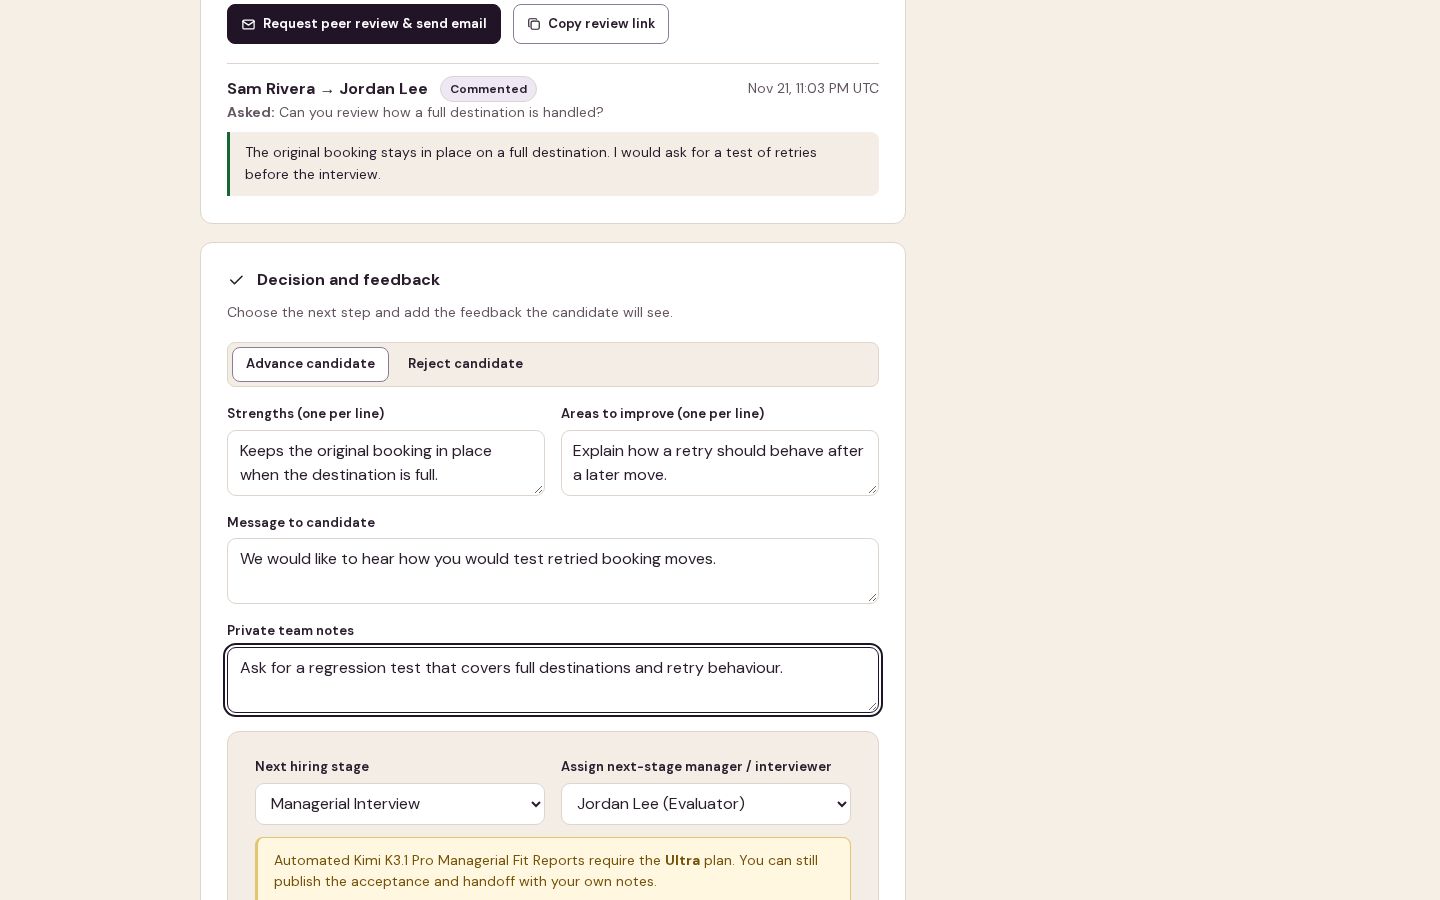 Request peer review & send email
Copy review link
Sam Rivera → Jordan Lee
Commented
Nov 21, 11:03 PM UTC
Asked: Can you review how a full destination is handled?
The original booking stays in place on a full destination. I would ask for a test of retries
before the interview.
Decision and feedback
Choose the next step and add the feedback the candidate will see.
Advance candidate
Reject candidate
Strengths (one per line)
Areas to improve (one per line)
Keeps the original booking in place
when the destination is full.
Explain how a retry should behave after
a later move.
Message to candidate
We would like to hear how you would test retried booking moves.
Private team notes
Ask for a regression test that covers full destinations and retry behaviour.
Next hiring stage
Assign next-stage manager / interviewer
Managerial Interview
Jordan Lee (Evaluator)
Automated Kimi K3.1 Pro Managerial Fit Reports require the Ultra plan. You can still
publish the acceptance and handoff with your own notes.